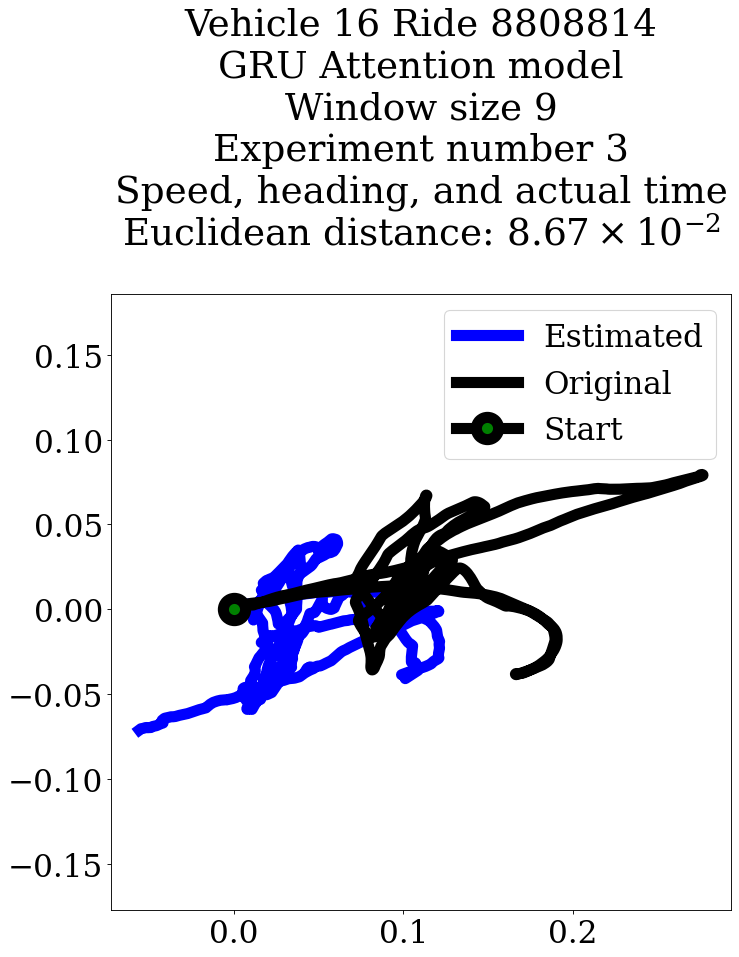 Vehicle 16 Ride 8808814
GRU Attention model
Window size 9
Experiment number 3
Speed, heading, and actual time
Euclidean distance: 8.67 × 10⁻²
Estimated
Original
Start
0.15
0.10
0.05
0.00
−0.05
−0.10
−0.15
0.0 0.1 0.2